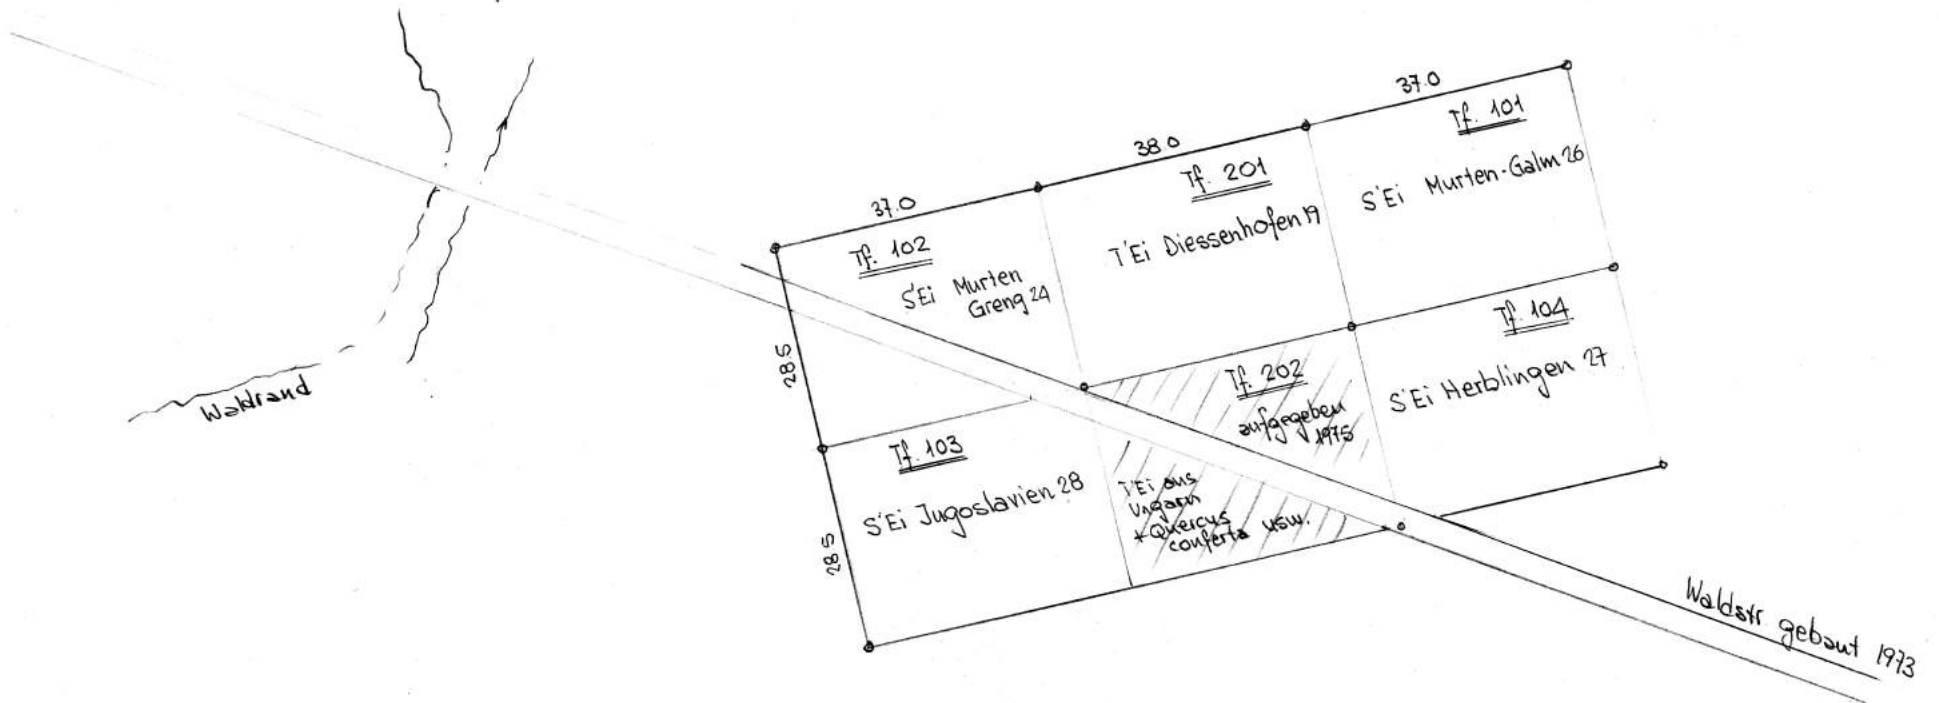 37.0
Tf. 101
S'Ei Murten-Galm 26
38.0
Tf. 201
T'Ei Diessenhofen 19
37.0
Tf. 102
S'Ei Murten
Greng 24
28.5
Tf. 104
S'Ei Herblingen 27
Tf. 202
aufgegeben
1975
Waldrand
Tf. 103
S'Ei Jugoslavien 28
T'Ei aus
Ungarn
+ Quercus
conferta usw.
28.5
Waldstr. gebaut 1973